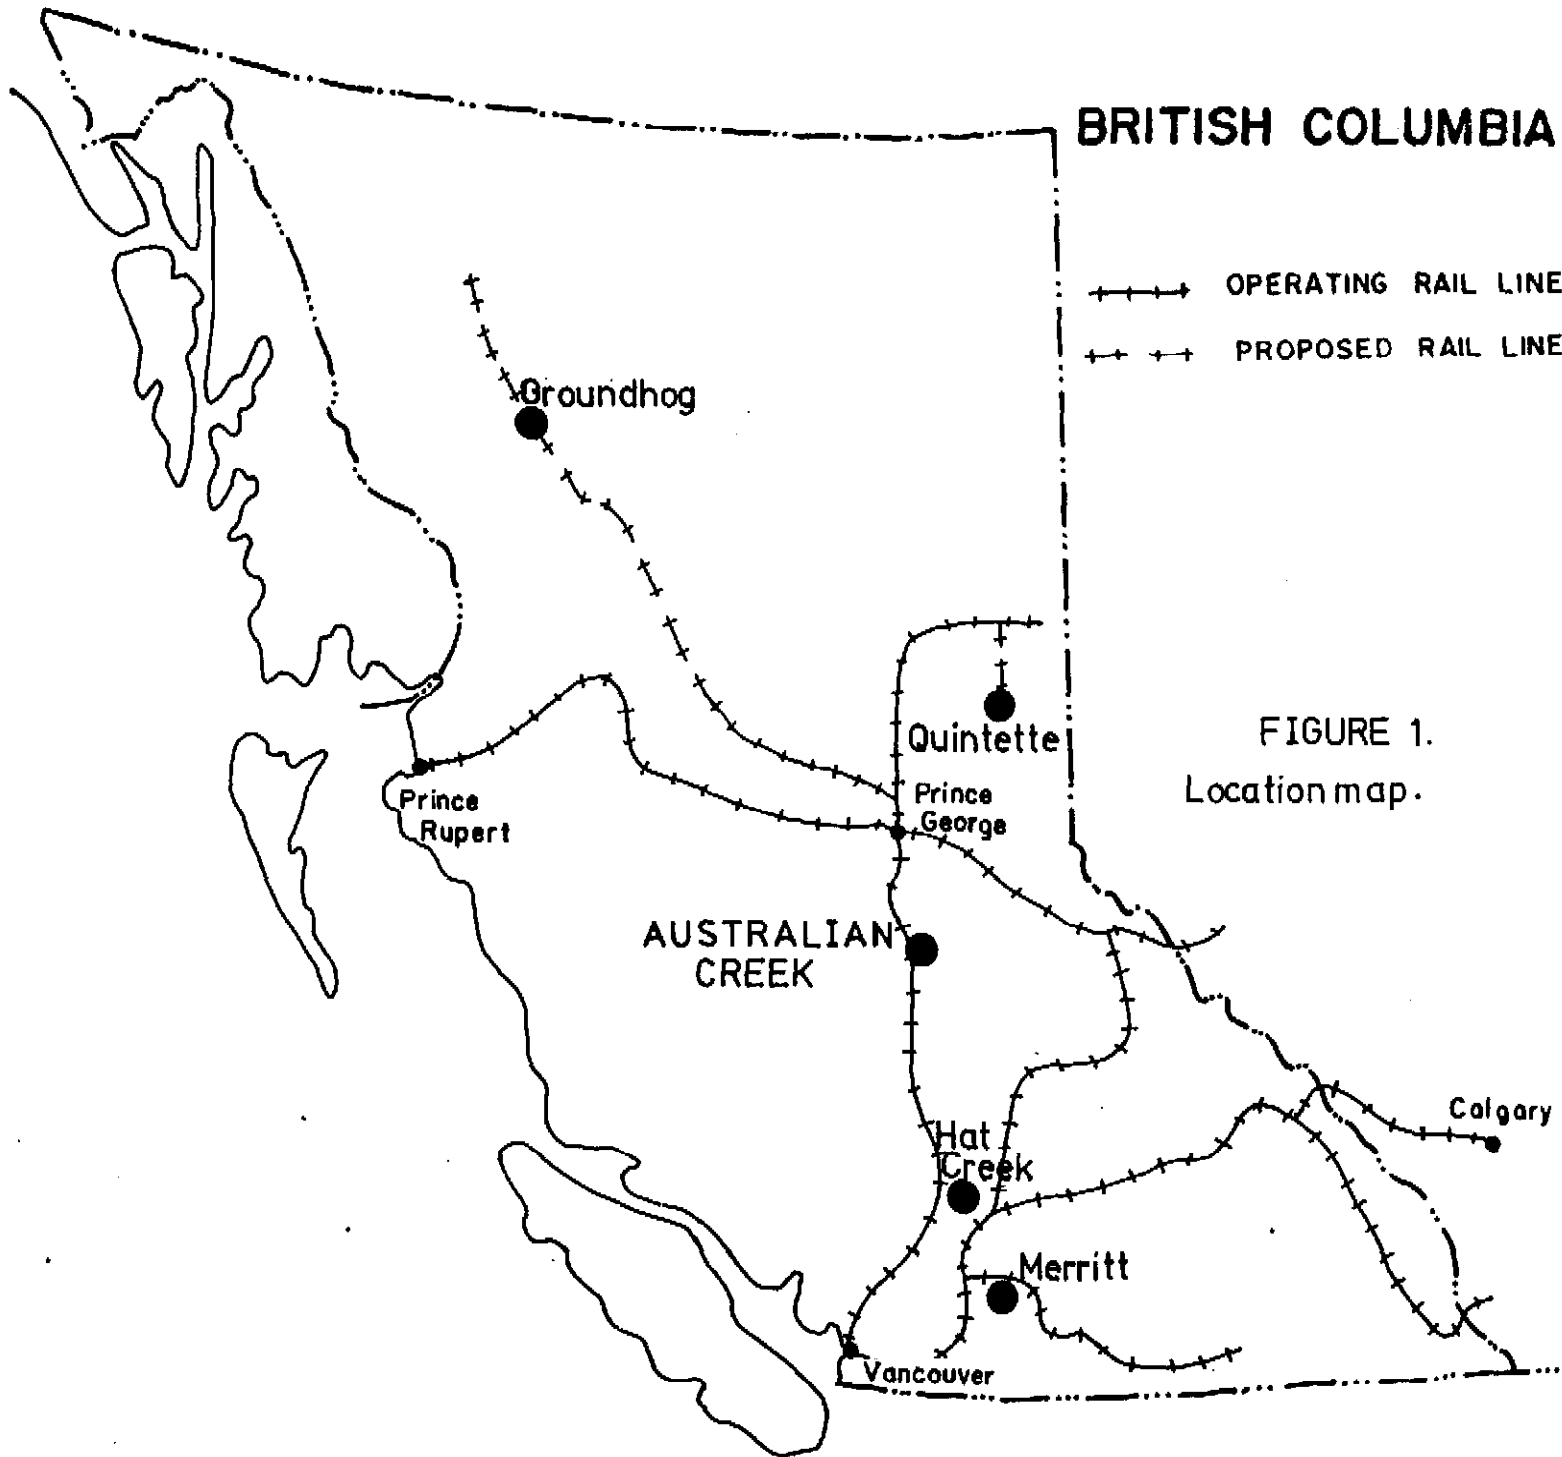 BRITISH COLUMBIA
OPERATING RAIL LINE
PROPOSED RAIL LINE
Groundhog
Quintette
FIGURE 1.
Location map.
Prince
George
Prince
Rupert
AUSTRALIAN
CREEK
Calgary
Hat
Creek
Merritt
Vancouver